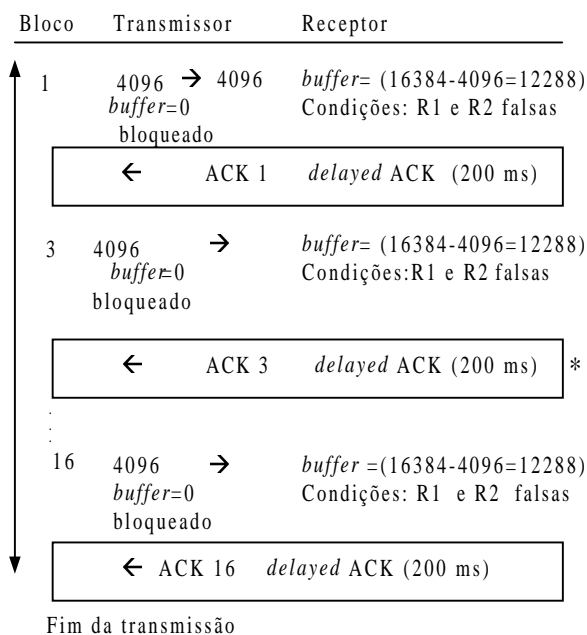 Bloco Transmissor Receptor
1 4096 → 4096 buffer= (16384-4096=12288)
buffer=0 Condições: R1 e R2 falsas
bloqueado
← ACK 1 delayed ACK (200 ms)
3 4096 → buffer= (16384-4096=12288)
buffer=0 Condições:R1 e R2 falsas
bloqueado
← ACK 3 delayed ACK (200 ms) *
.
.
.
16 4096 → buffer =(16384-4096=12288)
buffer=0 Condições: R1 e R2 falsas
bloqueado
← ACK 16 delayed ACK (200 ms)
Fim da transmissão